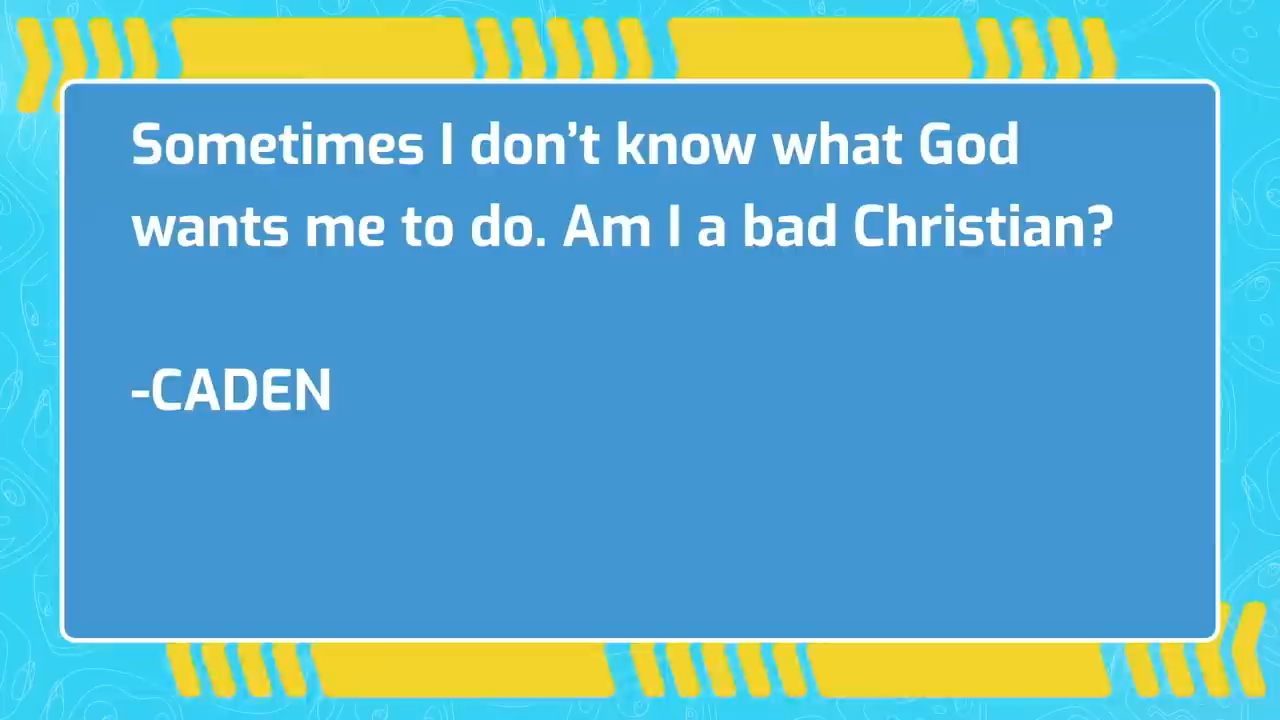 Sometimes I don’t know what God
wants me to do. Am I a bad Christian?
-CADEN